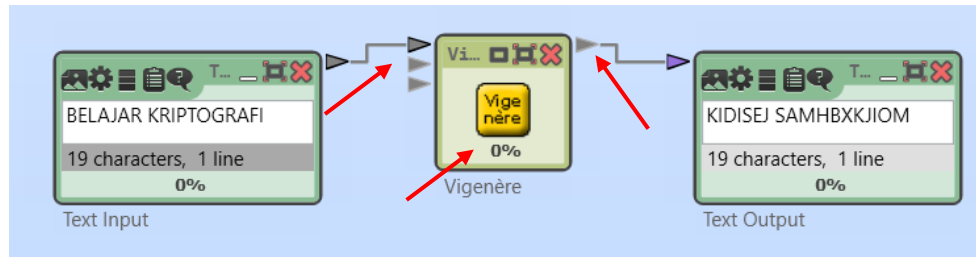 T...
BELAJAR KRIPTOGRAFI
19 characters, 1 line
0%
Text Input
Vi...
Vige
nère
0%
Vigenère
T...
KIDISEJ SAMHBXKJIOM
19 characters, 1 line
0%
Text Output